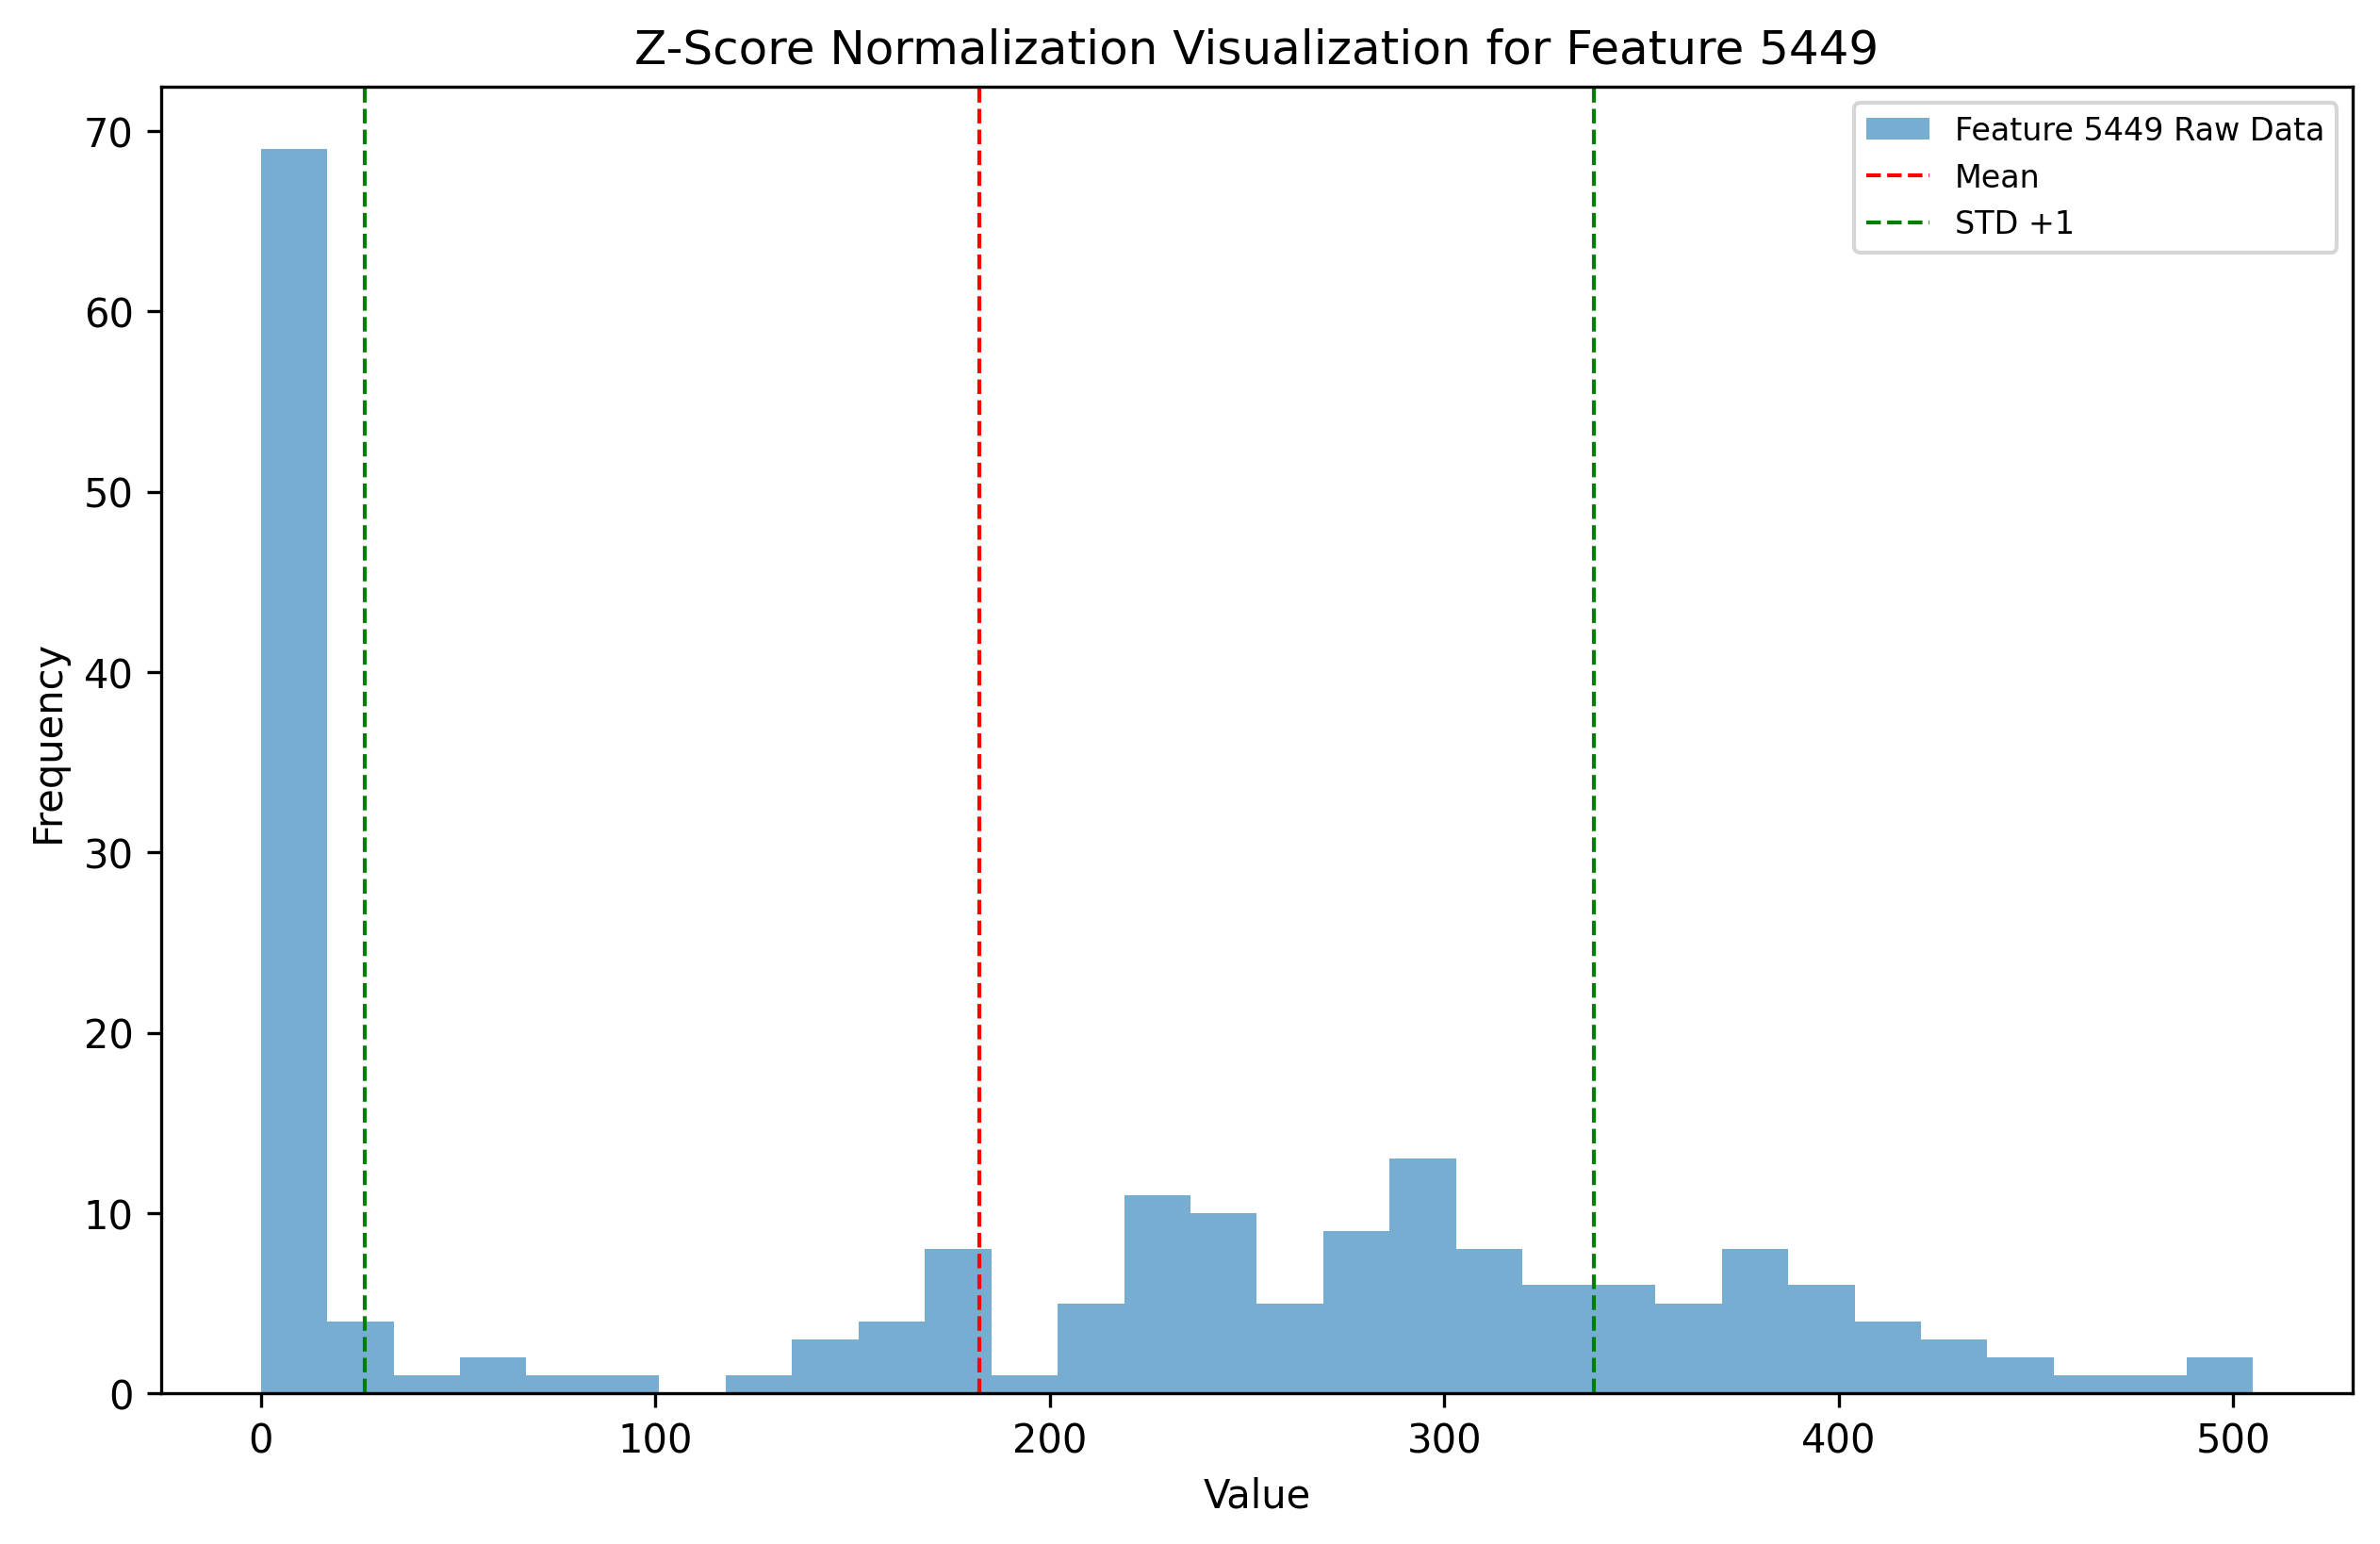 Z-Score Normalization Visualization for Feature 5449
Feature 5449 Raw Data
Mean
STD +1
70
60
50
40
30
20
10
0
Frequency
0 100 200 300 400 500
Value